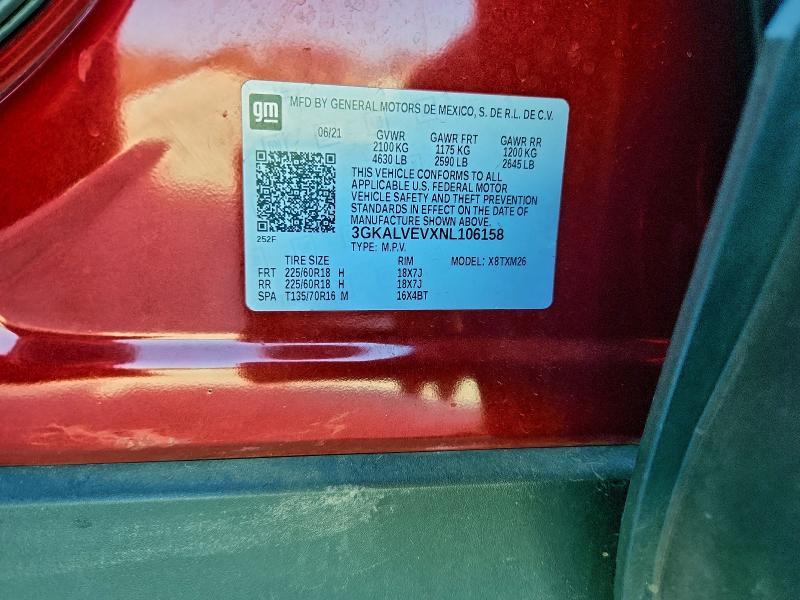 gm MFD BY GENERAL MOTORS DE MEXICO, S. DE R.L. DE C.V.
06/21 GVWR GAWR FRT GAWR RR
2100 KG 1175 KG 1200 KG
4630 LB 2590 LB 2645 LB
THIS VEHICLE CONFORMS TO ALL
APPLICABLE U.S. FEDERAL MOTOR
VEHICLE SAFETY AND THEFT PREVENTION
STANDARDS IN EFFECT ON THE DATE OF
MANUFACTURE SHOWN ABOVE.
3GKALVEVXNL106158
252F
TYPE: M.P.V.
TIRE SIZE RIM MODEL: X8TXM26
FRT 225/60R18 H 18X7J
RR 225/60R18 H 18X7J
SPA T135/70R16 M 16X4BT